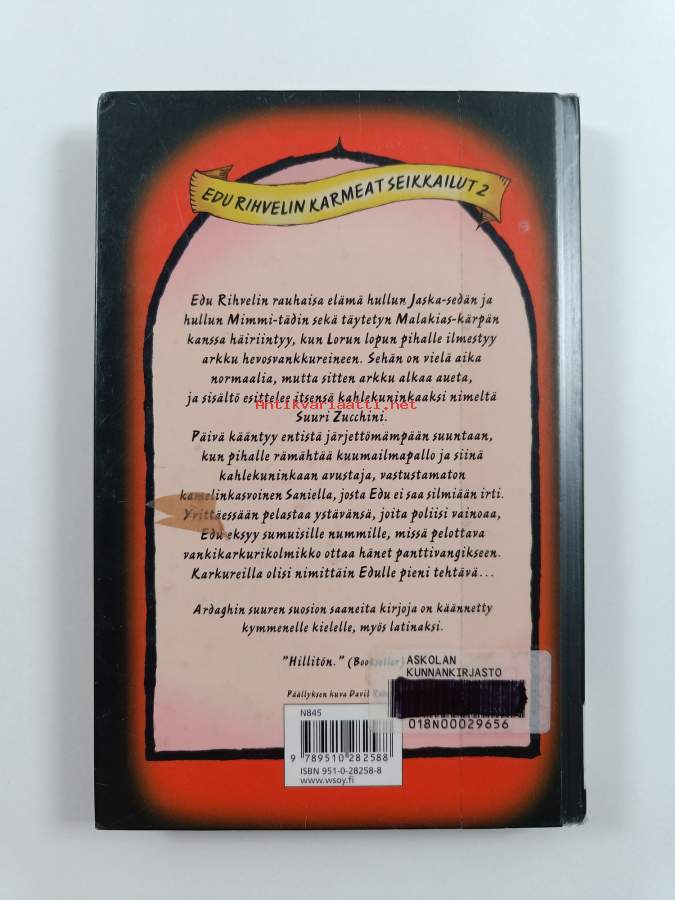 EDU RIHVELIN KARMEAT SEIKKAILUT 2
Edu Rihvelin rauhaisa elämä hullun Jaska-sedän ja
hullun Mimmi-tädin sekä täytetyn Malakias-kärpän
kanssa häiriintyy, kun Lorun lopun pihalle ilmestyy
arkku hevosvankkureineen. Sehän on vielä aika
normaalia, mutta sitten arkku alkaa aueta,
ja sisältö esittelee itsensä kahlekuninkaaksi nimeltä
Antikvariaatti.net
Suuri Zucchini.
Päivä kääntyy entistä järjettömämpään suuntaan,
kun pihalle rämähtää kuumailmapallo ja siinä
kahlekuninkaan avustaja, vastustamaton
kamelinkasvoinen Saniella, josta Edu ei saa silmiään irti.
Yrittäessään pelastaa ystävänsä, joita poliisi vainoaa,
Edu eksyy sumuisille nummille, missä pelottava
vankikarkurikolmikko ottaa hänet panttivangikseen.
Karkureilla olisi nimittäin Edulle pieni tehtävä...
Ardaghin suuren suosion saaneita kirjoja on käännetty
kymmenelle kielelle, myös latinaksi.
"Hillitön." (Bookseller)
ASKOLAN
KUNNANKIRJASTO
018N00029656
Päällyksen kuva David
N845
9 789510 282588
ISBN 951-0-28258-8
www.wsoy.fi